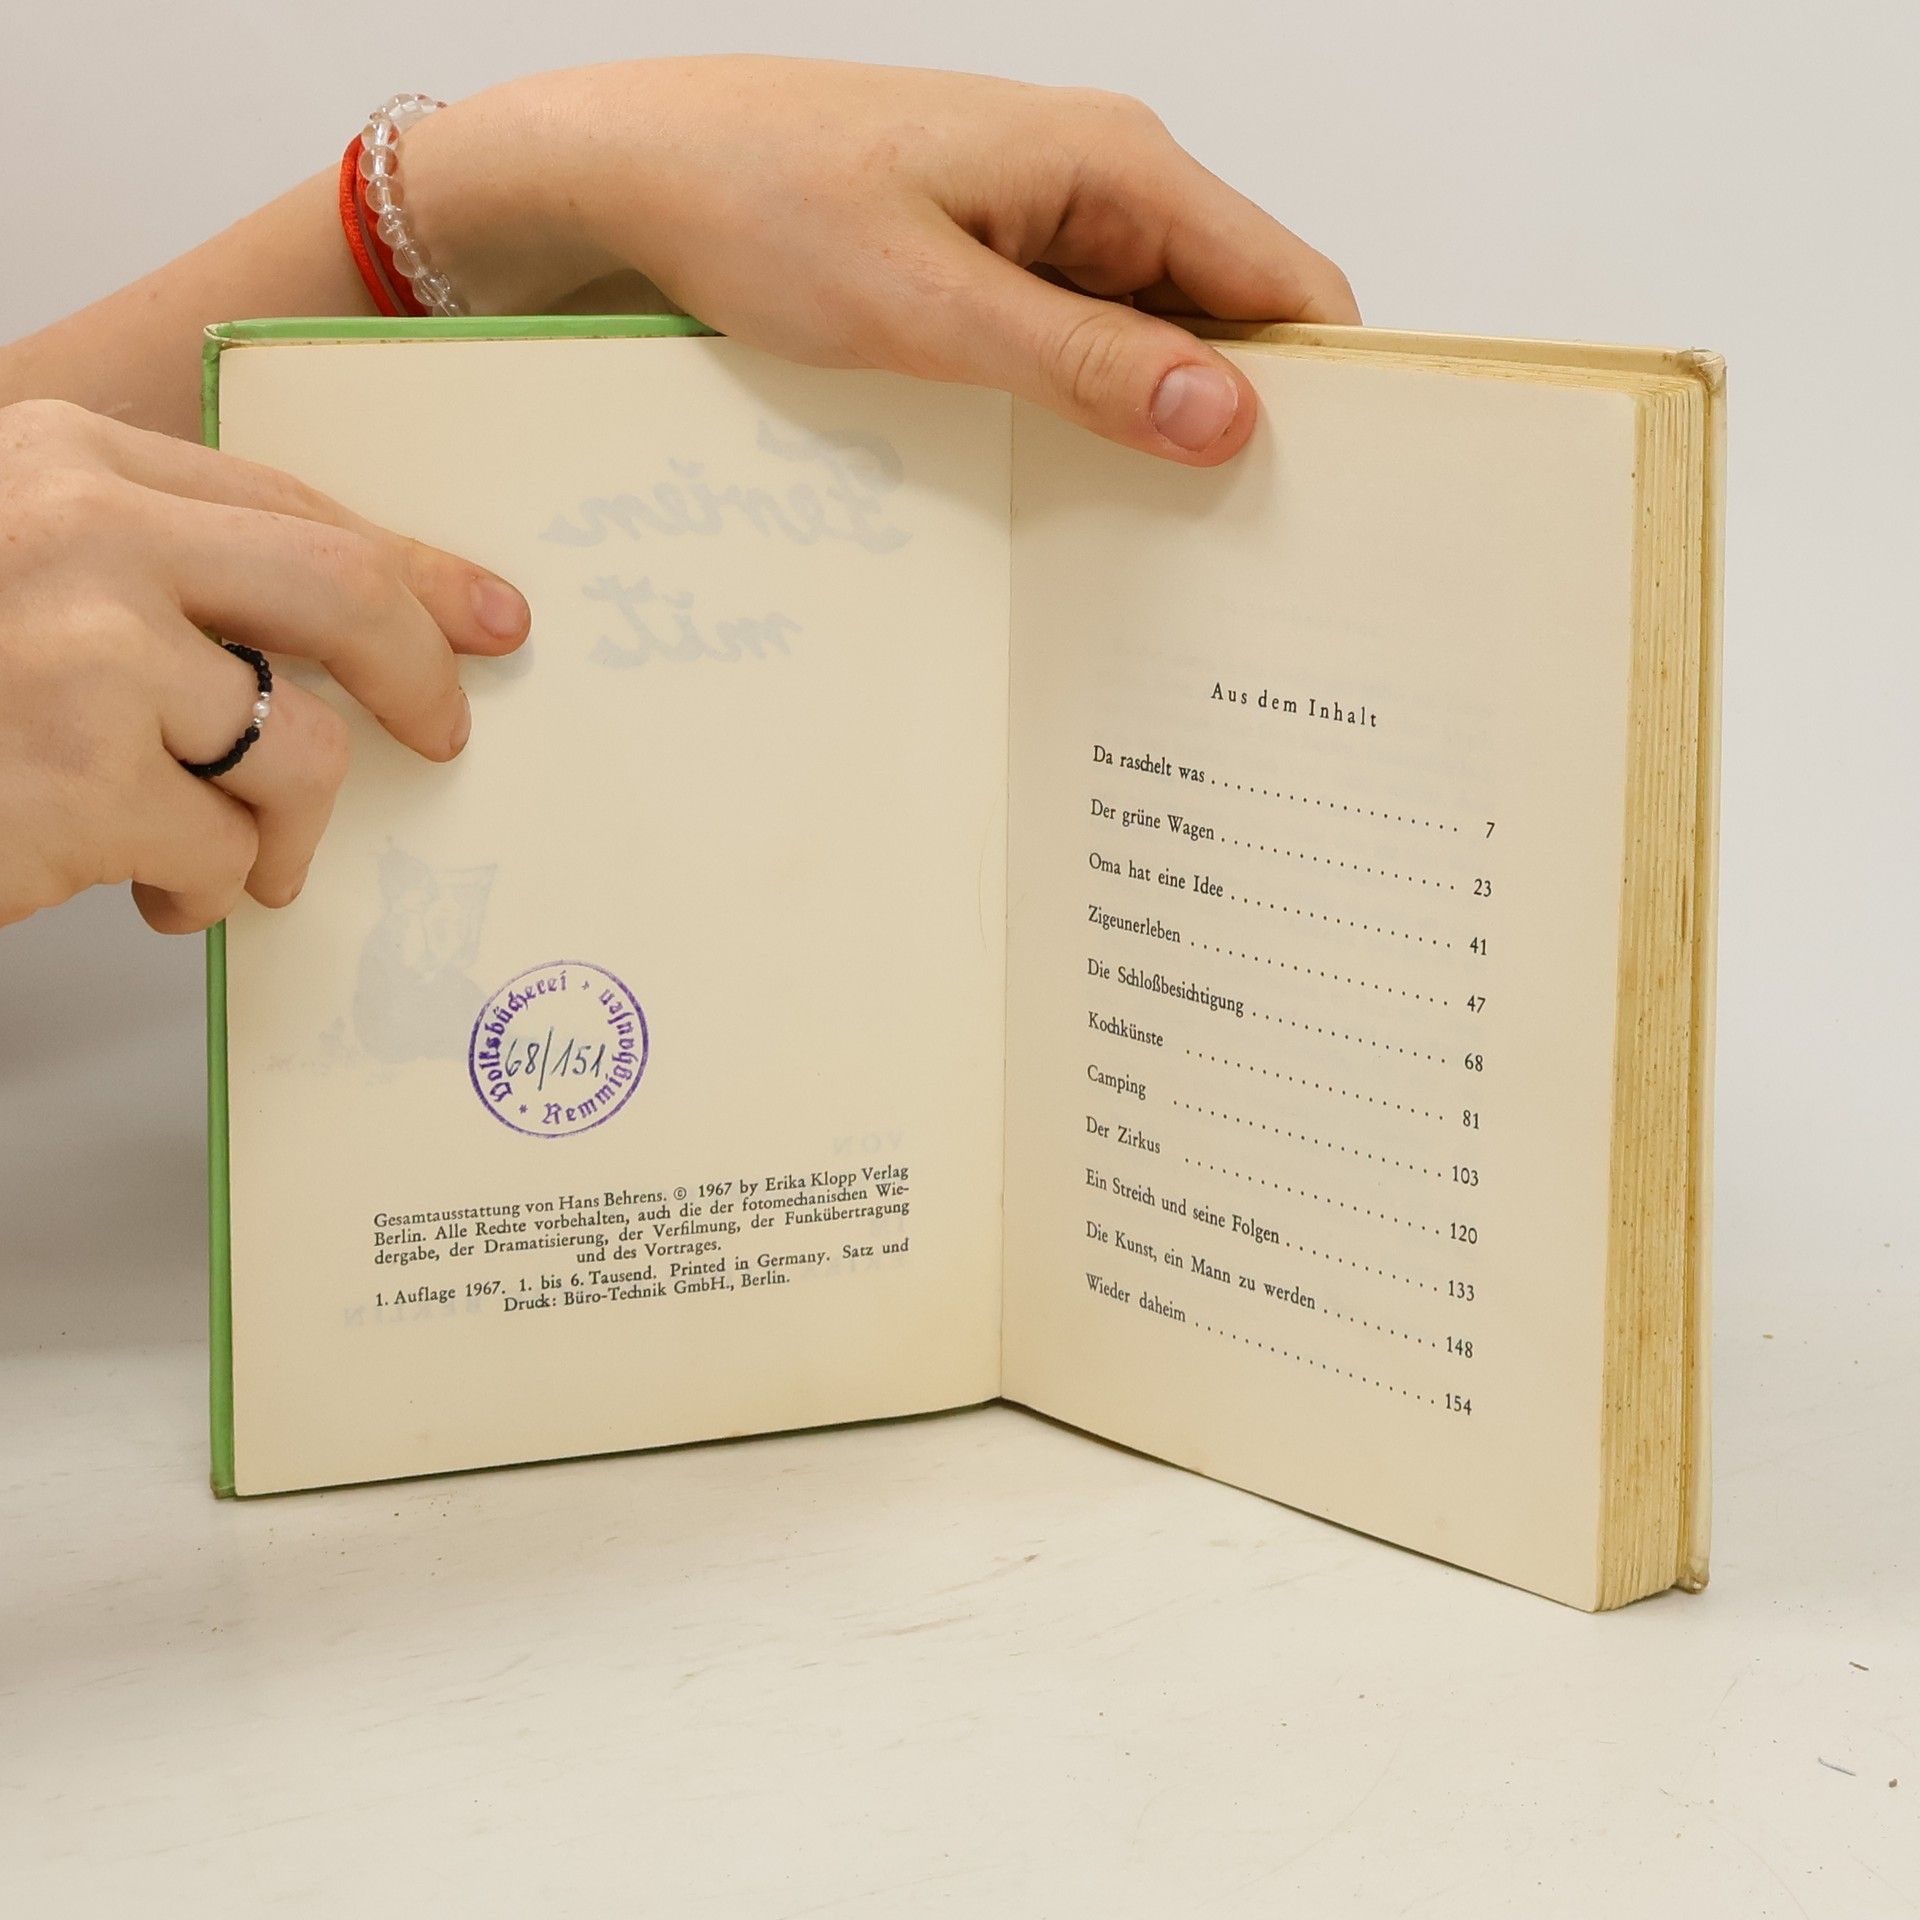 Ferien
mit
Volksbücherei * Remmighausen *
68/151
VON
BERLIN
Gesamtausstattung von Hans Behrens. © 1967 by Erika Klopp Verlag
Berlin. Alle Rechte vorbehalten, auch die der fotomechanischen Wie-
dergabe, der Dramatisierung, der Verfilmung, der Funkübertragung
und des Vortrages.
1. Auflage 1967. 1. bis 6. Tausend. Printed in Germany. Satz und
Druck: Büro-Technik GmbH., Berlin.
Aus dem Inhalt
Da raschelt was . . . . . . . . . . . . . . . . . . . . 7
Der grüne Wagen . . . . . . . . . . . . . . . . . . . 23
Oma hat eine Idee . . . . . . . . . . . . . . . . . . 41
Zigeunerleben . . . . . . . . . . . . . . . . . . . . . 47
Die Schloßbesichtigung . . . . . . . . . . . . . . . . 68
Kochkünste . . . . . . . . . . . . . . . . . . . . . 81
Camping . . . . . . . . . . . . . . . . . . . . . . 103
Der Zirkus . . . . . . . . . . . . . . . . . . . . . 120
Ein Streich und seine Folgen . . . . . . . . . . . . . 133
Die Kunst, ein Mann zu werden . . . . . . . . . . 148
Wieder daheim . . . . . . . . . . . . . . . . . . . . 154